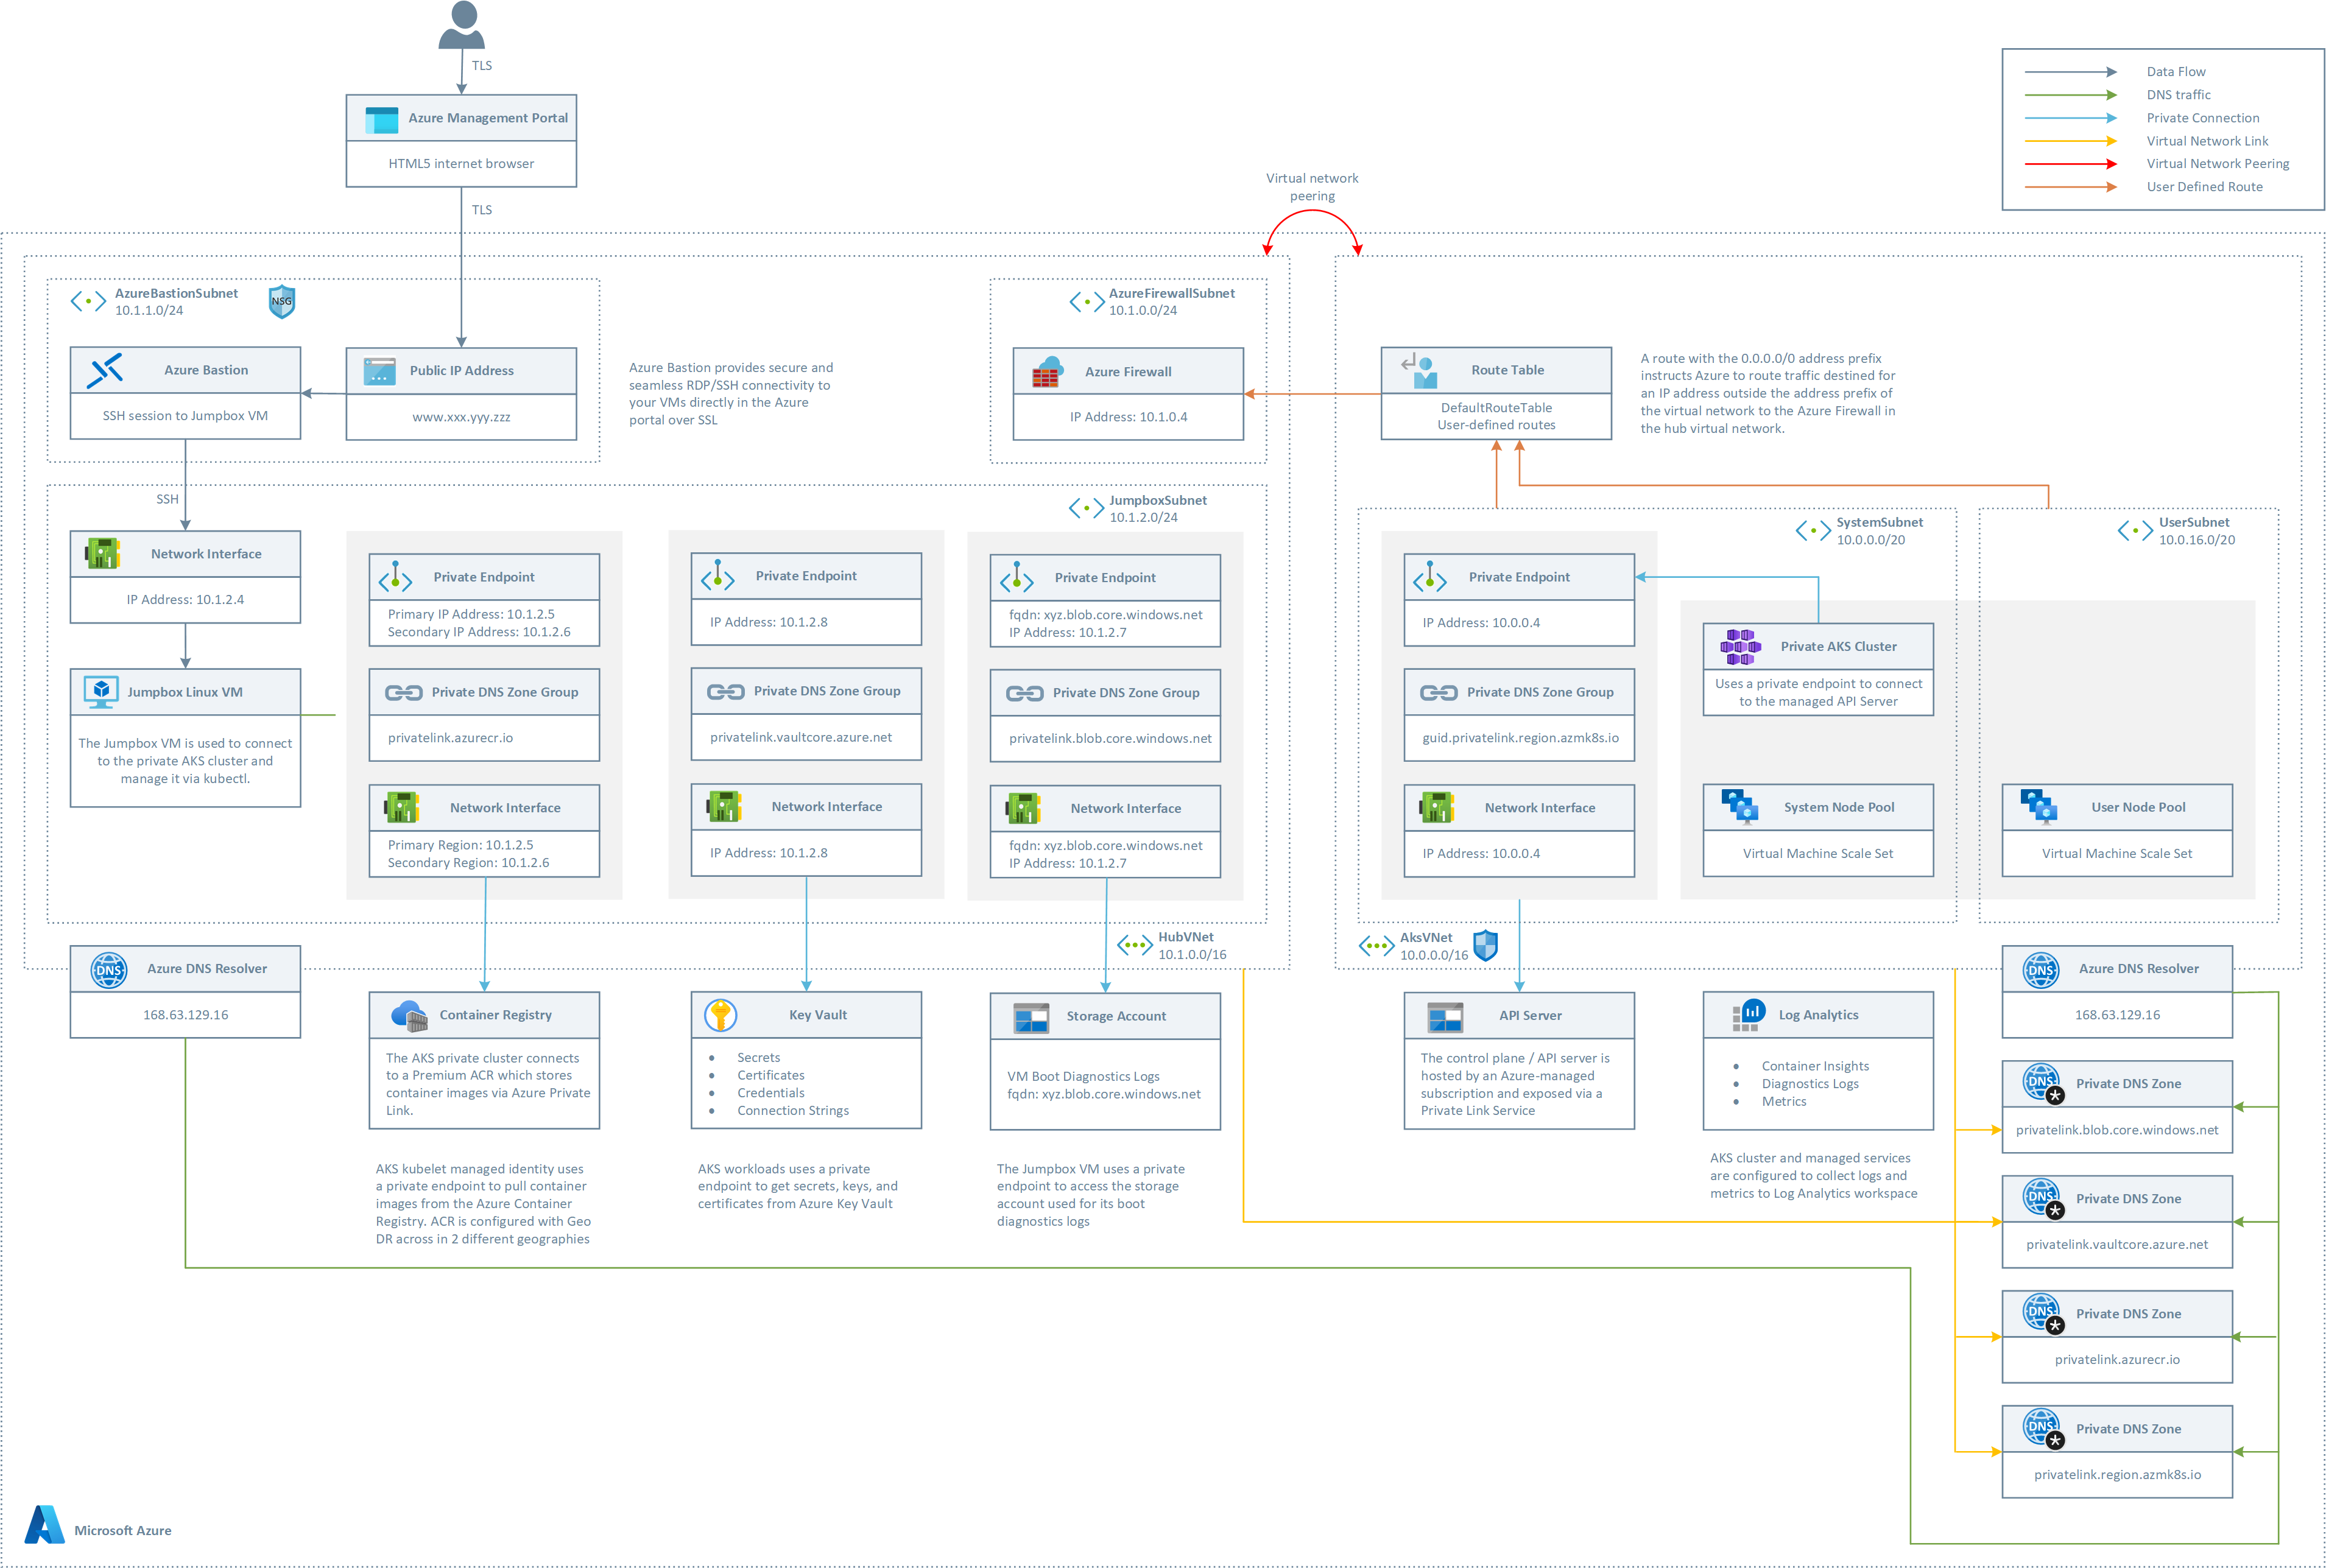 TLS
Azure Management Portal
HTML5 internet browser
TLS
Data Flow
DNS traffic
Private Connection
Virtual Network Link
Virtual Network Peering
User Defined Route
Virtual network
peering
AzureBastionSubnet
10.1.1.0/24
NSG
Azure Bastion
SSH session to Jumpbox VM
Public IP Address
www.xxx.yyy.zzz
Azure Bastion provides secure and
seamless RDP/SSH connectivity to
your VMs directly in the Azure
portal over SSL
AzureFirewallSubnet
10.1.0.0/24
Azure Firewall
IP Address: 10.1.0.4
Route Table
DefaultRouteTable
User-defined routes
A route with the 0.0.0.0/0 address prefix
instructs Azure to route traffic destined for
an IP address outside the address prefix of
the virtual network to the Azure Firewall in
the hub virtual network.
SSH
JumpboxSubnet
10.1.2.0/24
Network Interface
IP Address: 10.1.2.4
Jumpbox Linux VM
The Jumpbox VM is used to connect
to the private AKS cluster and
manage it via kubectl.
Private Endpoint
Primary IP Address: 10.1.2.5
Secondary IP Address: 10.1.2.6
Private DNS Zone Group
privatelink.azurecr.io
Network Interface
Primary Region: 10.1.2.5
Secondary Region: 10.1.2.6
Private Endpoint
IP Address: 10.1.2.8
Private DNS Zone Group
privatelink.vaultcore.azure.net
Network Interface
IP Address: 10.1.2.8
Private Endpoint
fqdn: xyz.blob.core.windows.net
IP Address: 10.1.2.7
Private DNS Zone Group
privatelink.blob.core.windows.net
Network Interface
fqdn: xyz.blob.core.windows.net
IP Address: 10.1.2.7
HubVNet
10.1.0.0/16
SystemSubnet
10.0.0.0/20
UserSubnet
10.0.16.0/20
Private Endpoint
IP Address: 10.0.0.4
Private DNS Zone Group
guid.privatelink.region.azmk8s.io
Network Interface
IP Address: 10.0.0.4
Private AKS Cluster
Uses a private endpoint to connect
to the managed API Server
System Node Pool
Virtual Machine Scale Set
User Node Pool
Virtual Machine Scale Set
AksVNet
10.0.0.0/16
DNS
Azure DNS Resolver
168.63.129.16
Container Registry
The AKS private cluster connects
to a Premium ACR which stores
container images via Azure Private
Link.
AKS kubelet managed identity uses
a private endpoint to pull container
images from the Azure Container
Registry. ACR is configured with Geo
DR across in 2 different geographies
Key Vault
• Secrets
• Certificates
• Credentials
• Connection Strings
AKS workloads uses a private
endpoint to get secrets, keys, and
certificates from Azure Key Vault
Storage Account
VM Boot Diagnostics Logs
fqdn: xyz.blob.core.windows.net
The Jumpbox VM uses a private
endpoint to access the storage
account used for its boot
diagnostics logs
API Server
The control plane / API server is
hosted by an Azure-managed
subscription and exposed via a
Private Link Service
Log Analytics
• Container Insights
• Diagnostics Logs
• Metrics
AKS cluster and managed services
are configured to collect logs and
metrics to Log Analytics workspace
DNS
Azure DNS Resolver
168.63.129.16
DNS
Private DNS Zone
privatelink.blob.core.windows.net
DNS
Private DNS Zone
privatelink.vaultcore.azure.net
DNS
Private DNS Zone
privatelink.azurecr.io
DNS
Private DNS Zone
privatelink.region.azmk8s.io
Microsoft Azure